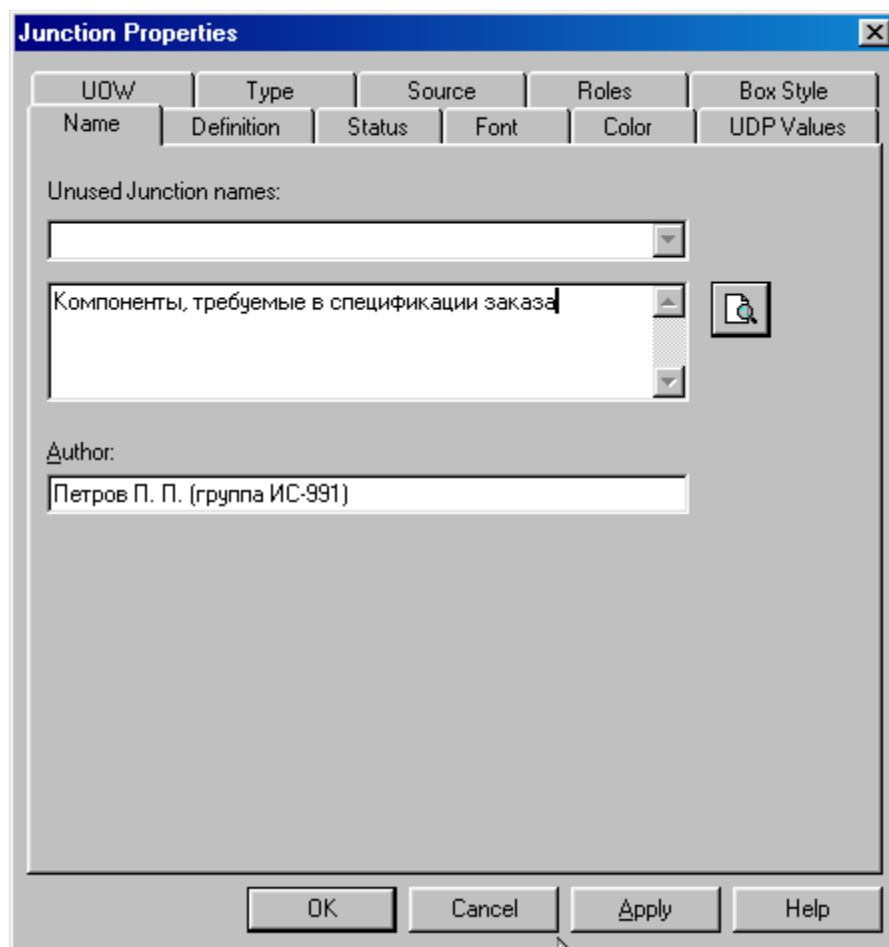 Junction Properties
UOW Type Source Roles Box Style
Name Definition Status Font Color UDP Values
Unused Junction names:
Компоненты, требуемые в спецификации заказа
Author:
Петров П. П. (группа ИС-991)
OK Cancel Apply Help